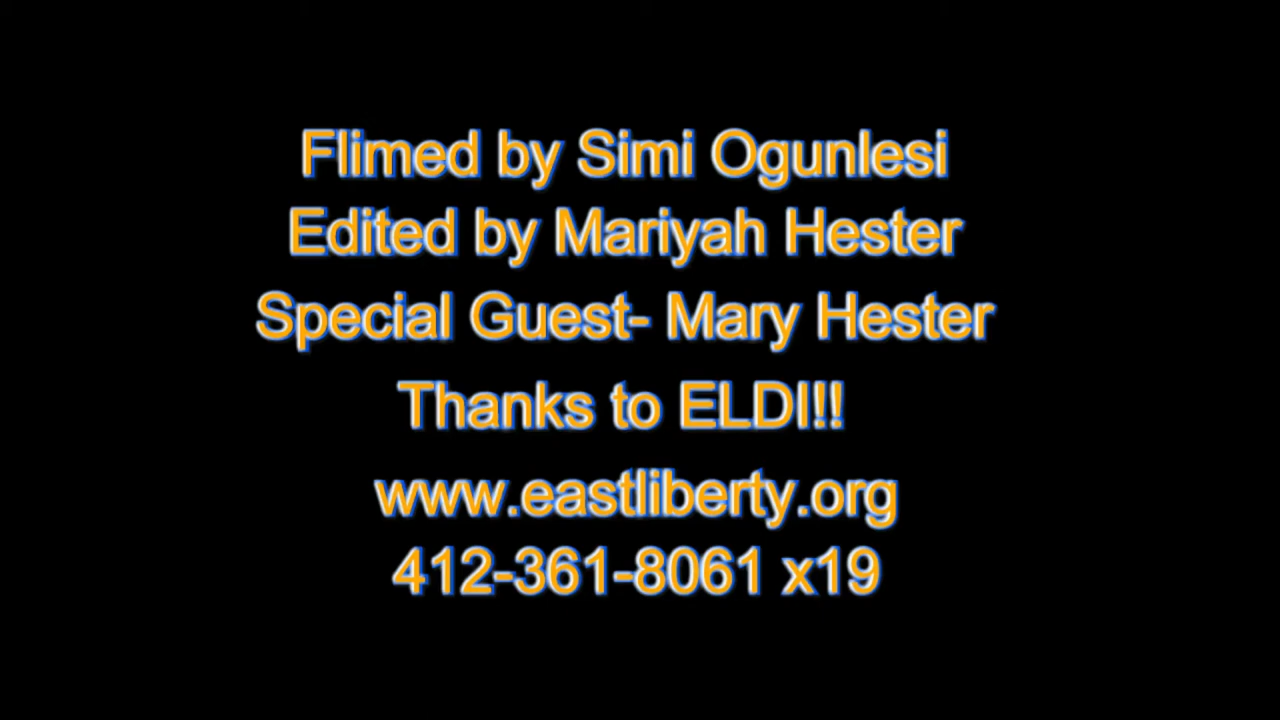 Flimed by Simi Ogunlesi
Edited by Mariyah Hester
Special Guest- Mary Hester
Thanks to ELDI!!
www.eastliberty.org
412-361-8061 x19